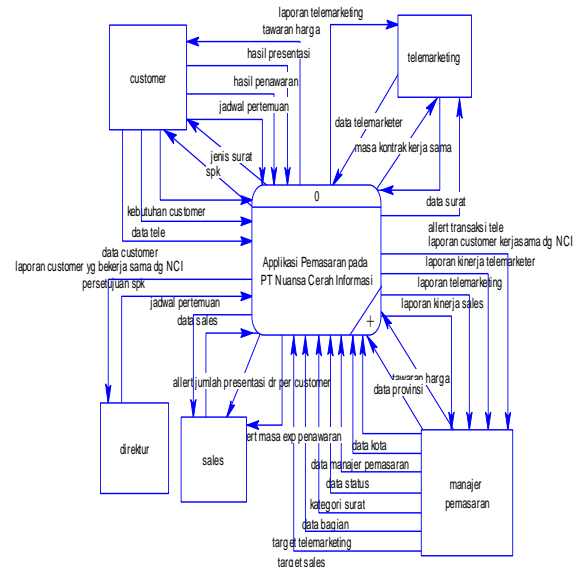 laporan telemarketing
tawaran harga
customer
telemarketing
hasil presentasi
hasil penawaran
jadwal pertemuan
data telemarketer
masa kontrak kerja sama
jenis surat
spk
0
data surat
kebutuhan customer
data tele
allert transaksi tele
laporan customer kerjasama dg NCI
data customer
laporan customer yg bekerja sama dg NCI
persetujuan spk
Applikasi Pemasaran pada
PT Nuansa Cerah Informasi
laporan kinerja telemarketer
laporan telemarketing
laporan kinerja sales
jadwal pertemuan
data sales
+
allert jumlah presentasi dr per customer
tawaran harga
data provinsi
ert masa exp penawaran
direktur
sales
data kota
data manajer pemasaran
data status
kategori surat
data bagian
target telemarketing
target sales
manajer
pemasaran